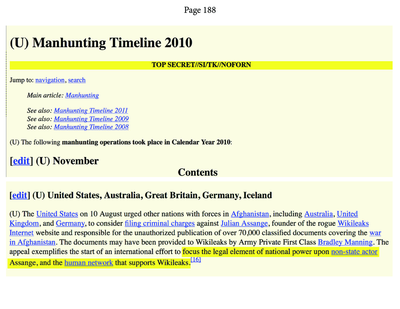 Page 188
(U) Manhunting Timeline 2010
TOP SECRET//SI/TK//NOFORN
Jump to: navigation, search
Main article: Manhunting
See also: Manhunting Timeline 2011
See also: Manhunting Timeline 2009
See also: Manhunting Timeline 2008
(U) The following manhunting operations took place in Calendar Year 2010:
[edit] (U) November
Contents
[edit] (U) United States, Australia, Great Britain, Germany, Iceland
(U) The United States on 10 August urged other nations with forces in Afghanistan, including Australia, United
Kingdom, and Germany, to consider filing criminal charges against Julian Assange, founder of the rogue Wikileaks
Internet website and responsible for the unauthorized publication of over 70,000 classified documents covering the war
in Afghanistan. The documents may have been provided to Wikileaks by Army Private First Class Bradley Manning. The
appeal exemplifies the start of an international effort to focus the legal element of national power upon non-state actor
Assange, and the human network that supports Wikileaks.[16]